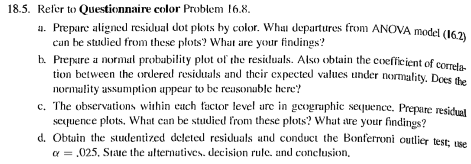 18.5. Refer to Questionnaire color Problem 16.8.
a. Prepare aligned residual dot plots by color. What departures from ANOVA model (16.2)
can be studied from these plots? What are your findings?
b. Prepare a normal probability plot of the residuals. Also obtain the coefficient of correla-
tion between the ordered residuals and their expected values under normality. Does the
normality assumption appear to be reasonable here?
c. The observations within each factor level are in geographic sequence. Prepare residual
sequence plots. What can be studied from these plots? What are your findings?
d. Obtain the studentized deleted residuals and conduct the Bonferroni outlier test; use
α = .025. State the alternatives, decision rule, and conclusion.